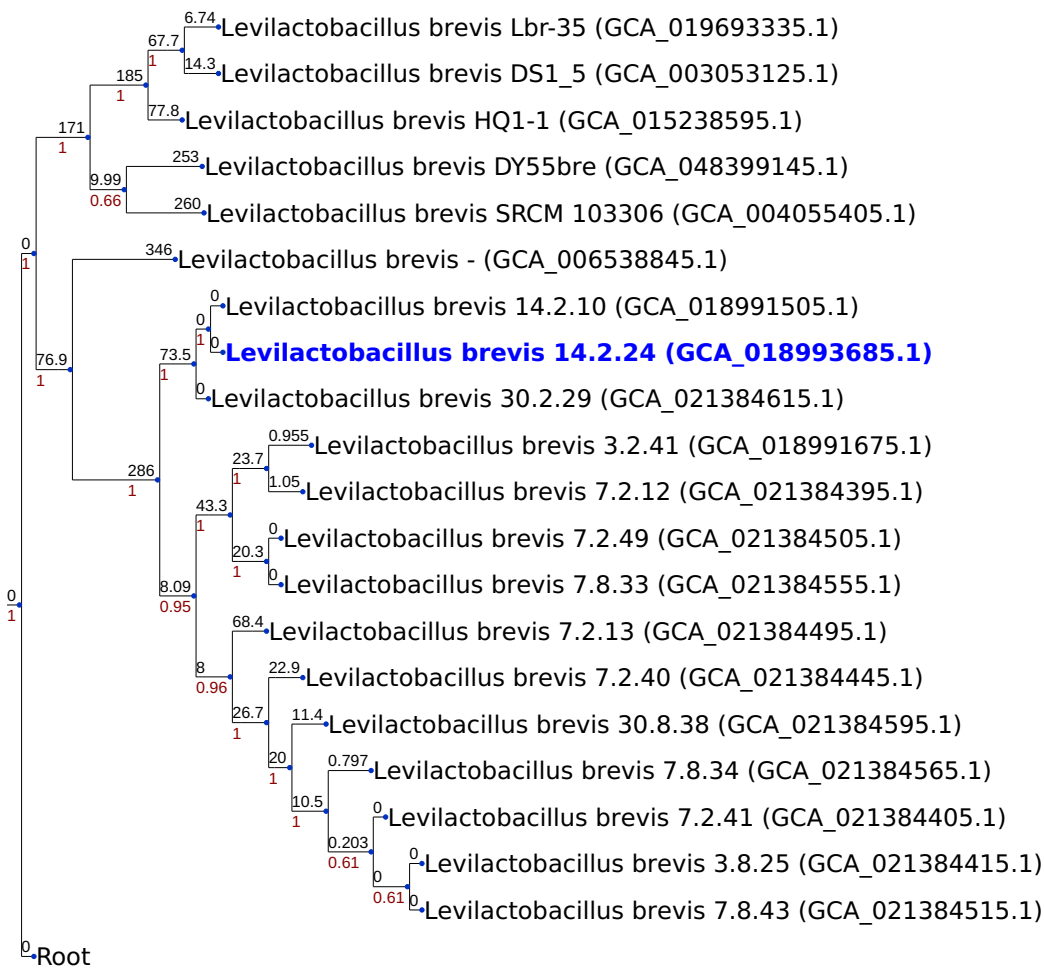 6.74
Levilactobacillus brevis Lbr-35 (GCA_019693335.1)
67.7
1
14.3
Levilactobacillus brevis DS1_5 (GCA_003053125.1)
185
1
77.8
Levilactobacillus brevis HQ1-1 (GCA_015238595.1)
171
1
253
Levilactobacillus brevis DY55bre (GCA_048399145.1)
9.99
0.66
260
Levilactobacillus brevis SRCM 103306 (GCA_004055405.1)
0
1
346
Levilactobacillus brevis - (GCA_006538845.1)
0
Levilactobacillus brevis 14.2.10 (GCA_018991505.1)
0
1
0
Levilactobacillus brevis 14.2.24 (GCA_018993685.1)
76.9
1
73.5
1
0
Levilactobacillus brevis 30.2.29 (GCA_021384615.1)
0.955
Levilactobacillus brevis 3.2.41 (GCA_018991675.1)
23.7
1
286
1
1.05
Levilactobacillus brevis 7.2.12 (GCA_021384395.1)
43.3
1
0
Levilactobacillus brevis 7.2.49 (GCA_021384505.1)
20.3
1
0
Levilactobacillus brevis 7.8.33 (GCA_021384555.1)
8.09
0.95
0
1
68.4
Levilactobacillus brevis 7.2.13 (GCA_021384495.1)
8
0.96
22.9
Levilactobacillus brevis 7.2.40 (GCA_021384445.1)
26.7
1
11.4
Levilactobacillus brevis 30.8.38 (GCA_021384595.1)
20
1
0.797
Levilactobacillus brevis 7.8.34 (GCA_021384565.1)
10.5
1
0
Levilactobacillus brevis 7.2.41 (GCA_021384405.1)
0.203
0.61
0
Levilactobacillus brevis 3.8.25 (GCA_021384415.1)
0
0.61
0
Levilactobacillus brevis 7.8.43 (GCA_021384515.1)
0
Root